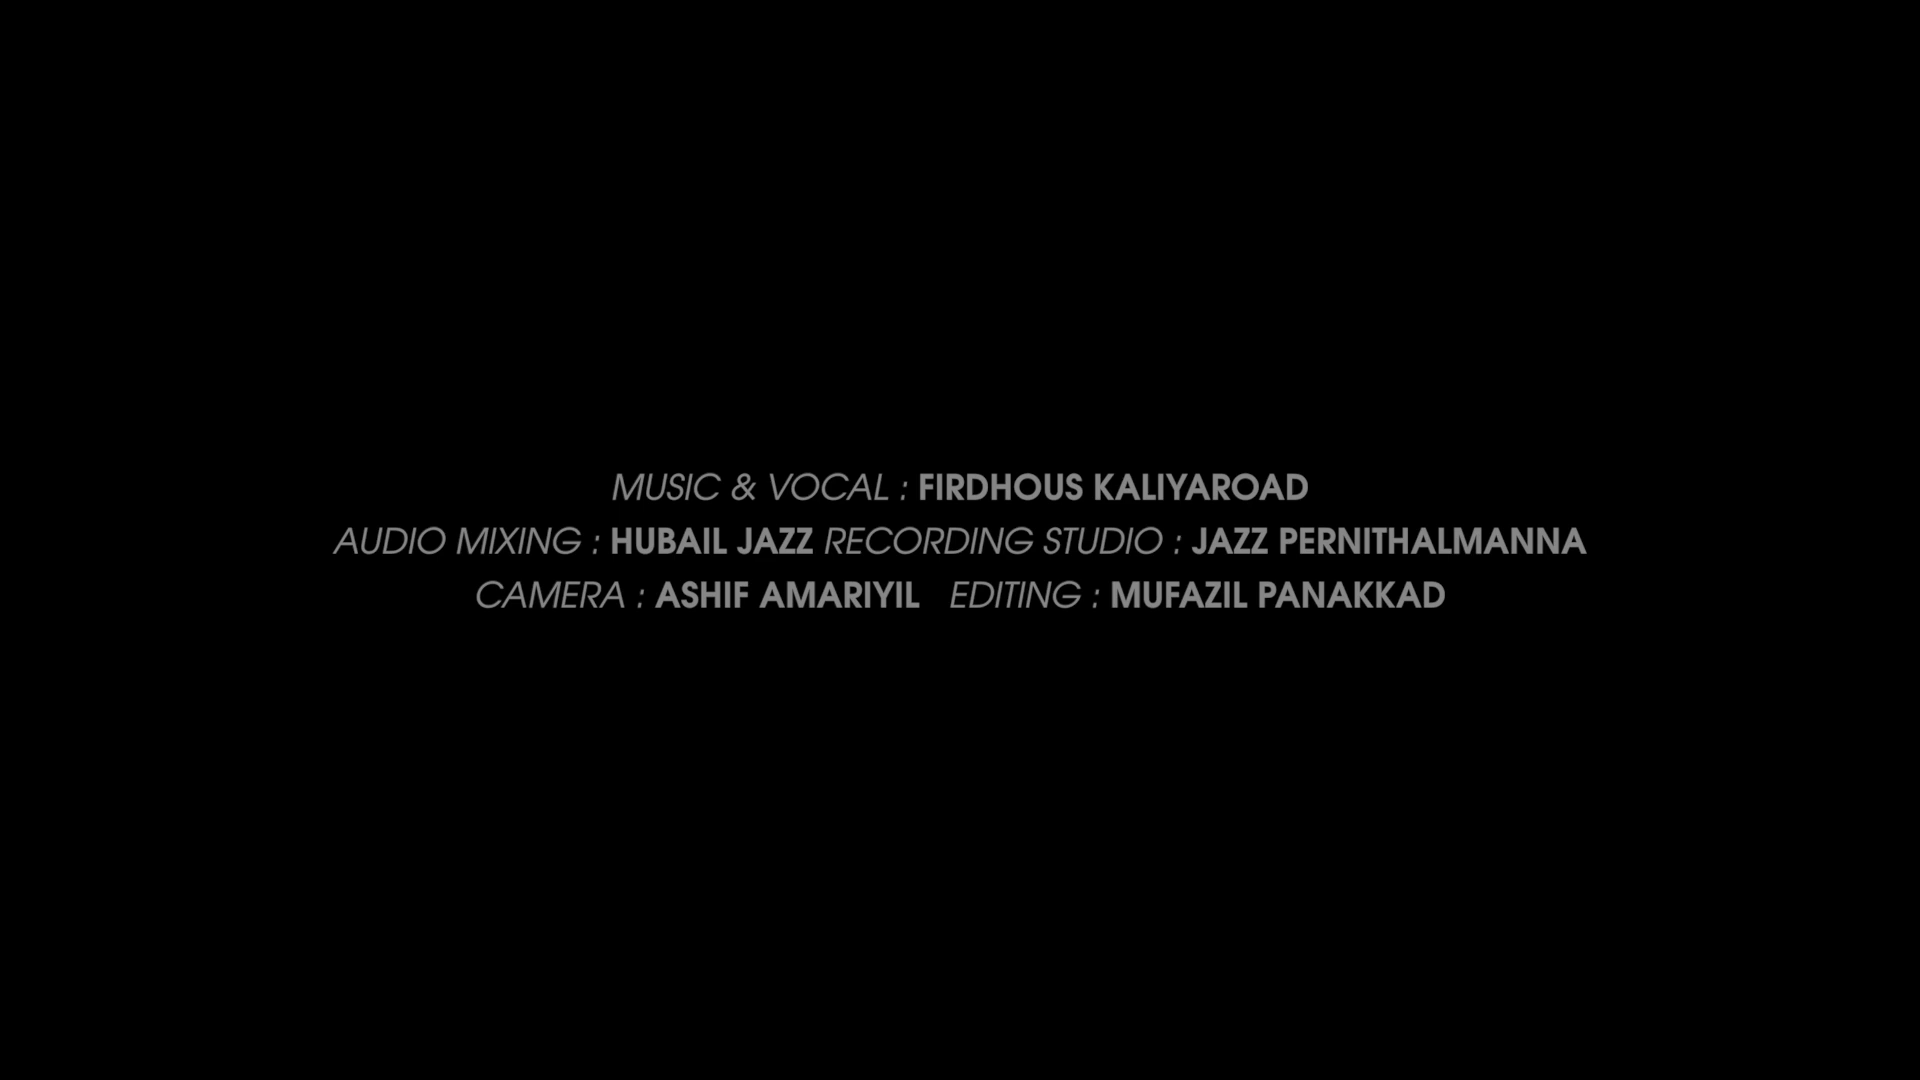 MUSIC & VOCAL : FIRDHOUS KALIYAROAD
AUDIO MIXING : HUBAIL JAZZ RECORDING STUDIO : JAZZ PERNITHALMANNA
CAMERA : ASHIF AMARIYIL EDITING : MUFAZIL PANAKKAD